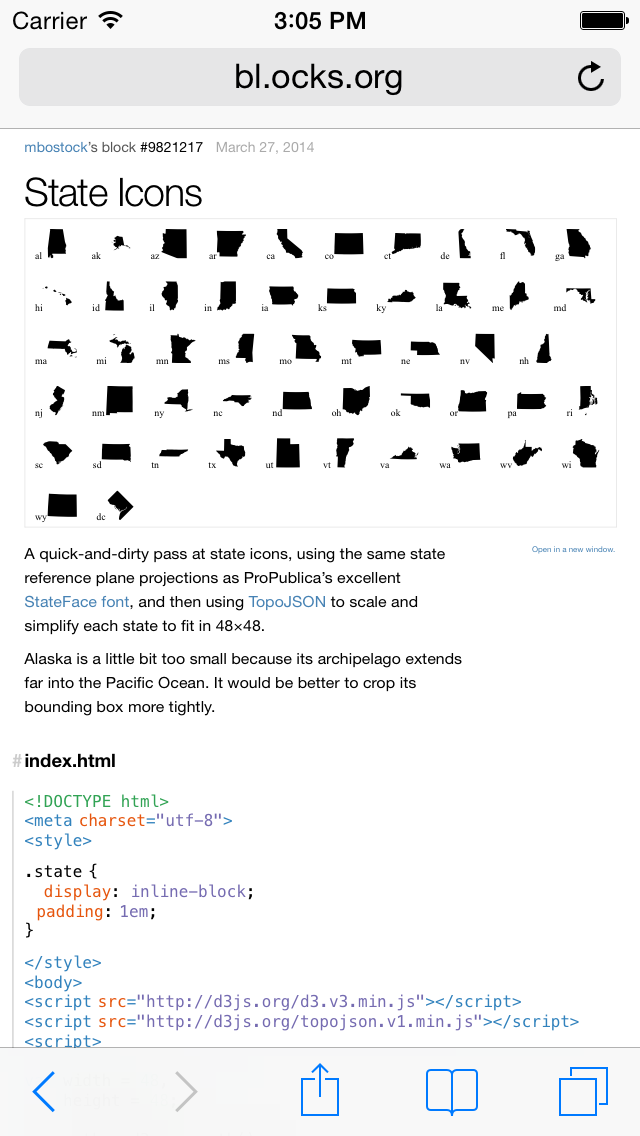 Carrier 3:05 PM
bl.ocks.org
mbostock’s block #9821217 March 27, 2014
State Icons
al ak az ar ca co ct de fl ga
hi id il in ia ks ky la me md
ma mi mn ms mo mt ne nv nh
nj nm ny nc nd oh ok or pa ri
sc sd tn tx ut vt va wa wv wi
wy dc
A quick-and-dirty pass at state icons, using the same state
Open in a new window.
reference plane projections as ProPublica’s excellent
StateFace font, and then using TopoJSON to scale and
simplify each state to fit in 48×48.
Alaska is a little bit too small because its archipelago extends
far into the Pacific Ocean. It would be better to crop its
bounding box more tightly.
#index.html
<!DOCTYPE html>
<meta charset="utf-8">
<style>
.state {
display: inline-block;
padding: 1em;
}
</style>
<body>
<script src="http://d3js.org/d3.v3.min.js"></script>
<script src="http://d3js.org/topojson.v1.min.js"></script>
<script>